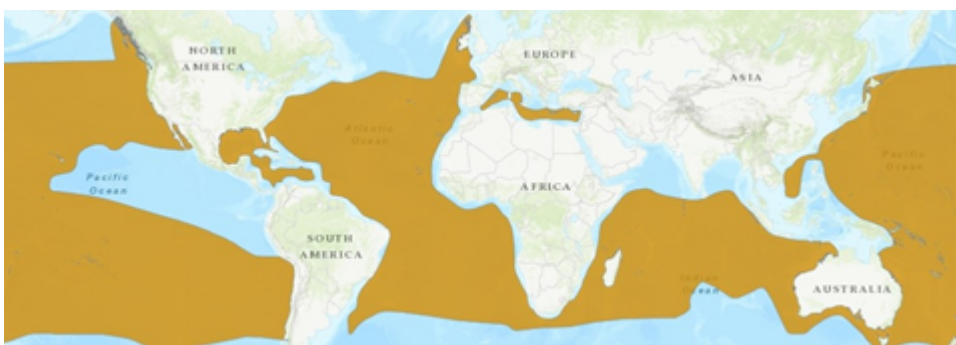 NORTH
AMERICA
EUROPE
ASIA
Atlantic
Ocean
Pacific
Ocean
Pacific
Ocean
AFRICA
SOUTH
AMERICA
Indian
Ocean
AUSTRALIA